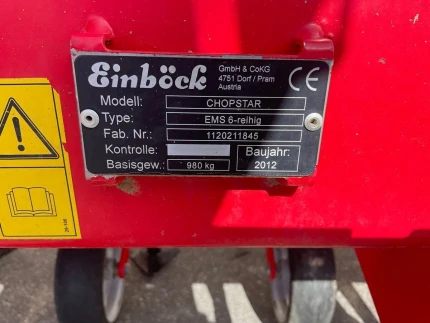 Einböck
GmbH & CoKG
4751 Dorf / Pram
Austria
CE
Modell: CHOPSTAR
Type: EMS 6-reihig
Fab. Nr.: 1120211845
Kontrolle: Baujahr:
Basisgew.: 980 kg 2012